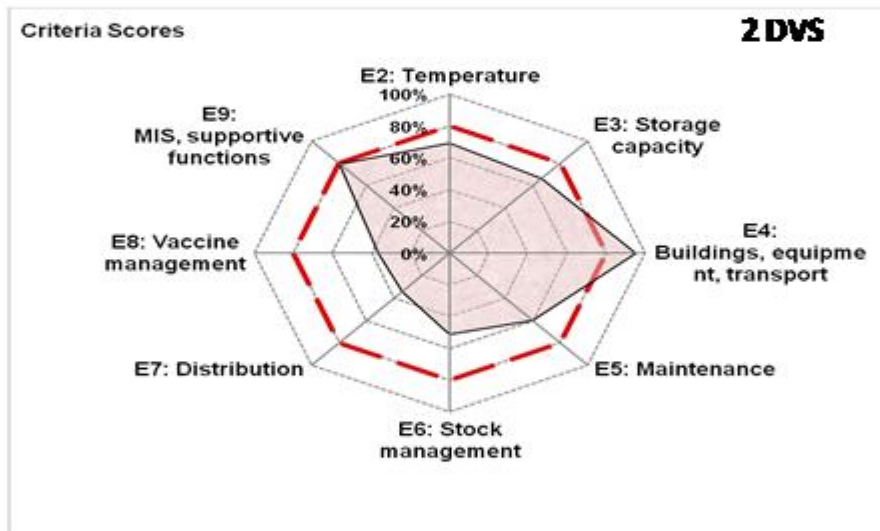 Criteria Scores
2 DVS
E2: Temperature
100%
80%
60%
40%
20%
0%
E3: Storage
capacity
E4:
Buildings, equipme
nt, transport
E5: Maintenance
E6: Stock
management
E7: Distribution
E8: Vaccine
management
E9:
MIS, supportive
functions